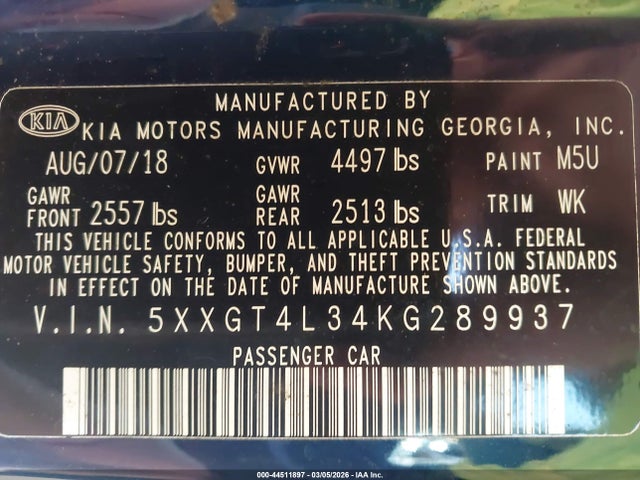 MANUFACTURED BY
KIA KIA MOTORS MANUFACTURING GEORGIA, INC.
AUG/07/18 GVWR 4497 lbs PAINT M5U
GAWR FRONT 2557 lbs GAWR REAR 2513 lbs TRIM WK
THIS VEHICLE CONFORMS TO ALL APPLICABLE U.S.A. FEDERAL
MOTOR VEHICLE SAFETY, BUMPER, AND THEFT PREVENTION STANDARDS
IN EFFECT ON THE DATE OF MANUFACTURE SHOWN ABOVE.
V.I.N. 5XXGT4L34KG289937
PASSENGER CAR
000-44511897 | 03/05/2026 - IAA Inc.